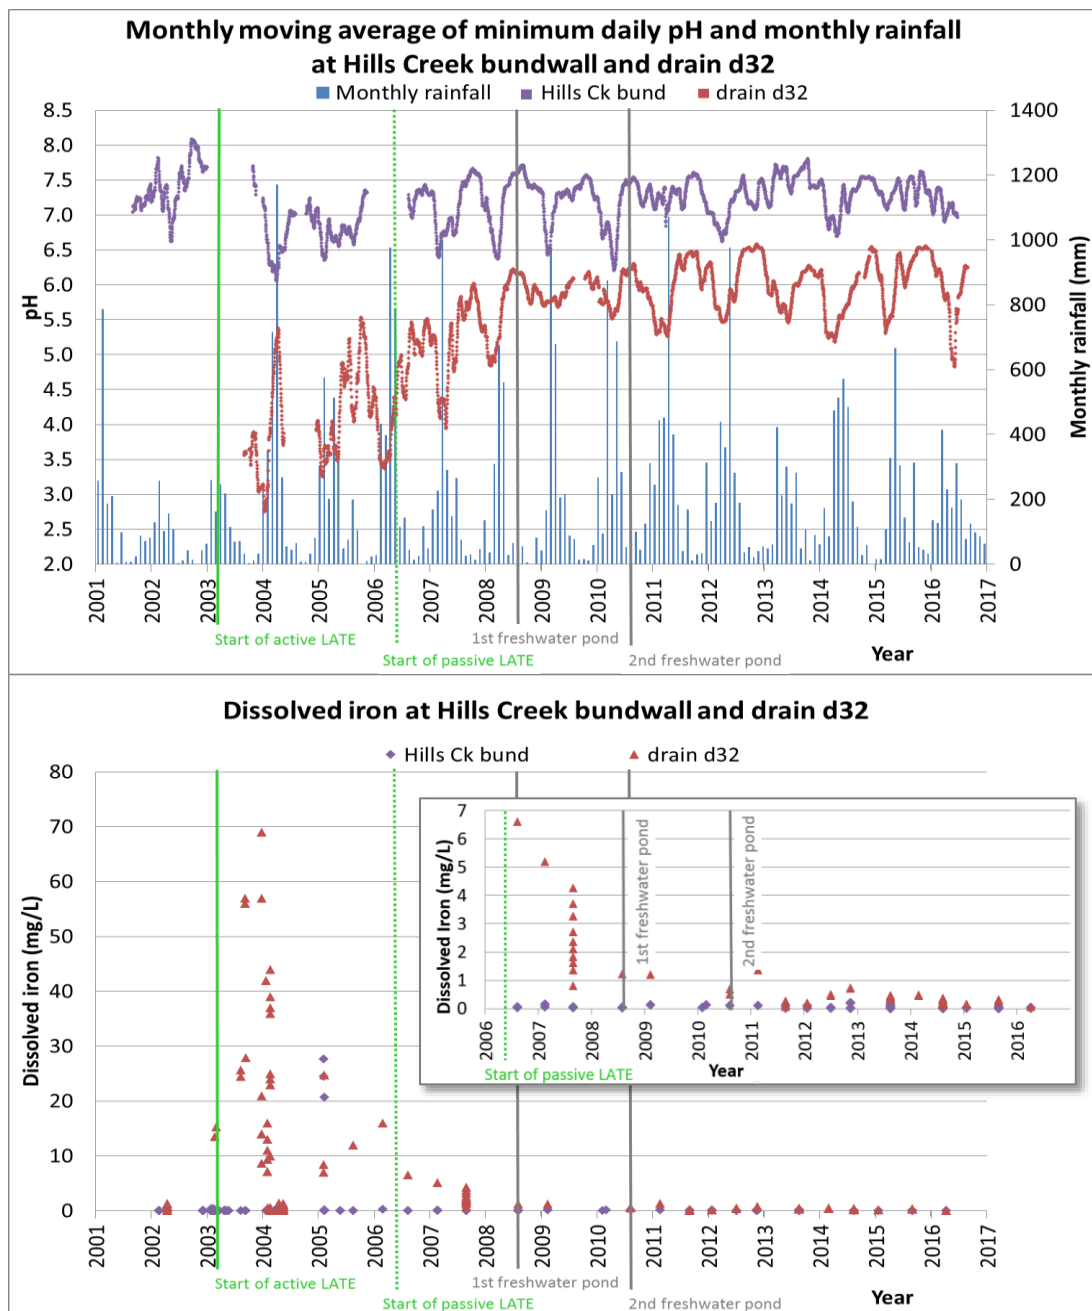 Monthly moving average of minimum daily pH and monthly rainfall
at Hills Creek bundwall and drain d32
Monthly rainfall Hills Ck bund drain d32
8.5
8.0
7.5
7.0
6.5
6.0
5.5
5.0
4.5
4.0
3.5
3.0
2.5
2.0
pH
1400
1200
1000
800
600
400
200
0
Monthly rainfall (mm)
2001 2002 2003 2004 2005 2006 2007 2008 2009 2010 2011 2012 2013 2014 2015 2016 2017
Start of active LATE
Start of passive LATE
1st freshwater pond
2nd freshwater pond
Year
Dissolved iron at Hills Creek bundwall and drain d32
Hills Ck bund drain d32
80
70
60
50
40
30
20
10
0
Dissolved iron (mg/L)
7
6
5
4
3
2
1
0
Dissolved Iron (mg/L)
1st freshwater pond
2nd freshwater pond
2006 2007 2008 2009 2010 2011 2012 2013 2014 2015 2016
Year
Start of passive LATE
2001 2002 2003 2004 2005 2006 2007 2008 2009 2010 2011 2012 2013 2014 2015 2016 2017
Start of active LATE
Start of passive LATE
1st freshwater pond
2nd freshwater pond
Year